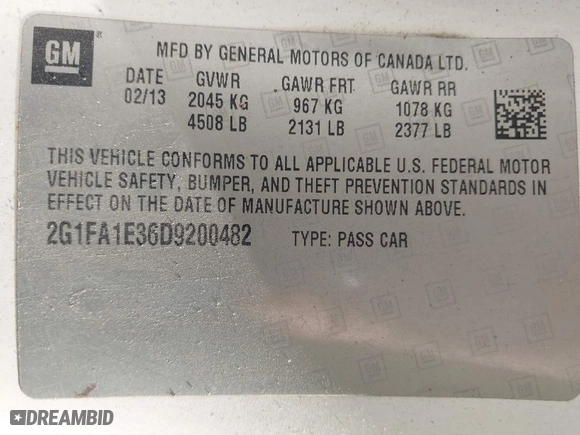 GM
MFD BY GENERAL MOTORS OF CANADA LTD.
DATE GVWR GAWR FRT GAWR RR
02/13 2045 KG 967 KG 1078 KG
4508 LB 2131 LB 2377 LB
THIS VEHICLE CONFORMS TO ALL APPLICABLE U.S. FEDERAL MOTOR
VEHICLE SAFETY, BUMPER, AND THEFT PREVENTION STANDARDS IN
EFFECT ON THE DATE OF MANUFACTURE SHOWN ABOVE.
2G1FA1E36D9200482 TYPE: PASS CAR
DREAMBID